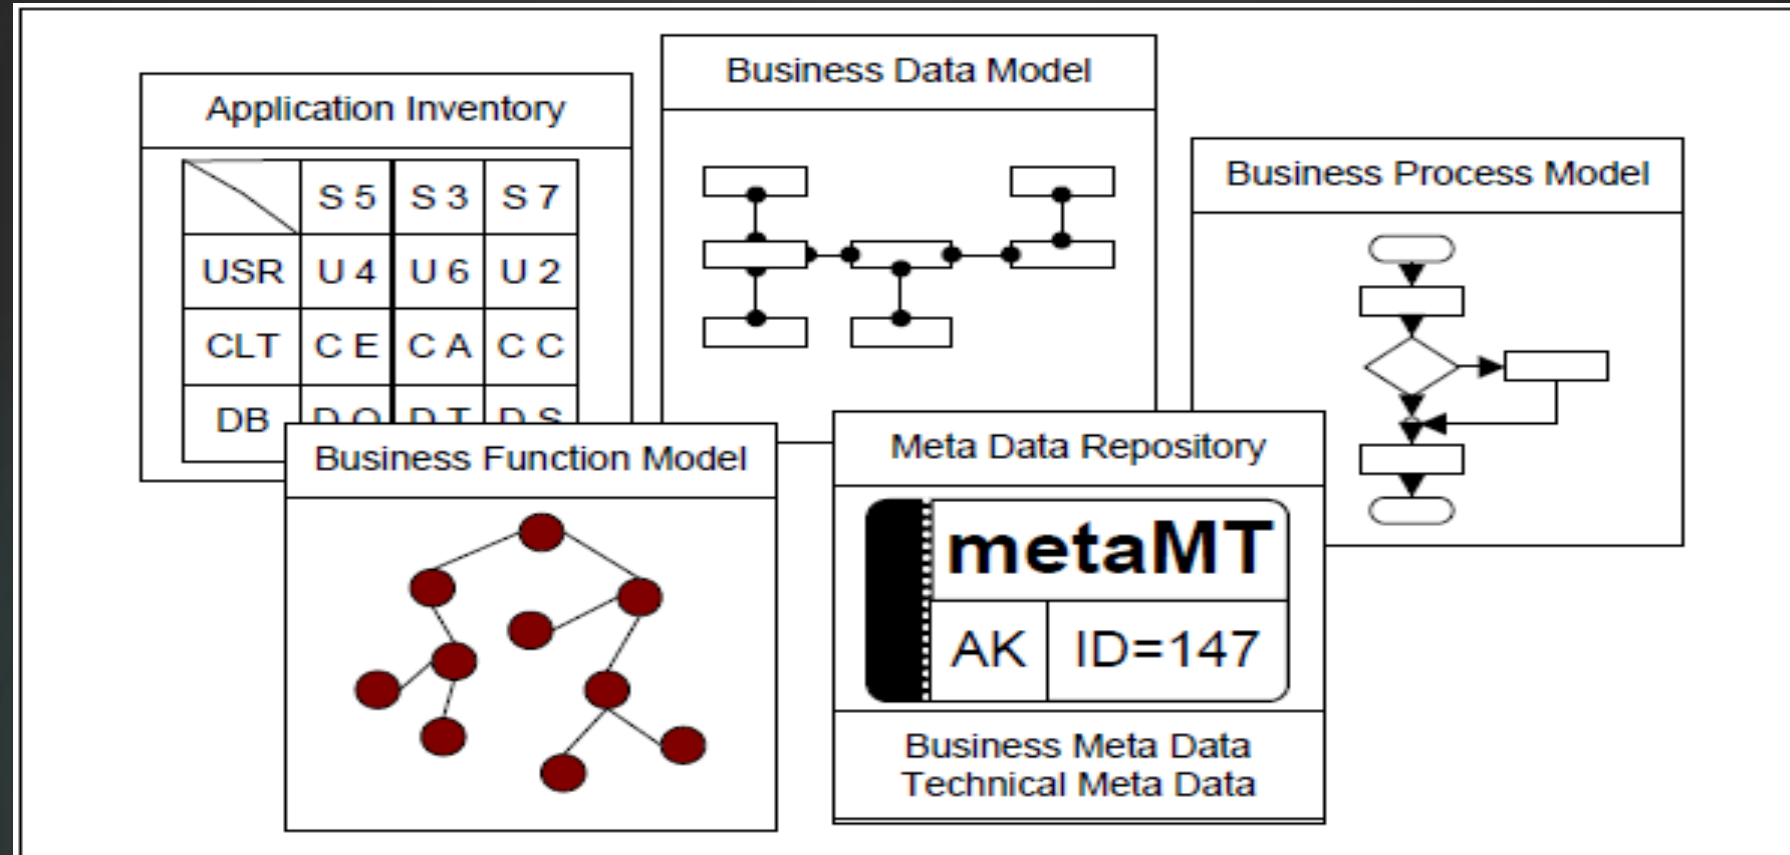 Application Inventory
S 5 S 3 S 7
USR U 4 U 6 U 2
CLT C E C A C C
DB
Business Data Model
Business Process Model
Business Function Model
Meta Data Repository
metaMT
AK ID=147
Business Meta Data
Technical Meta Data